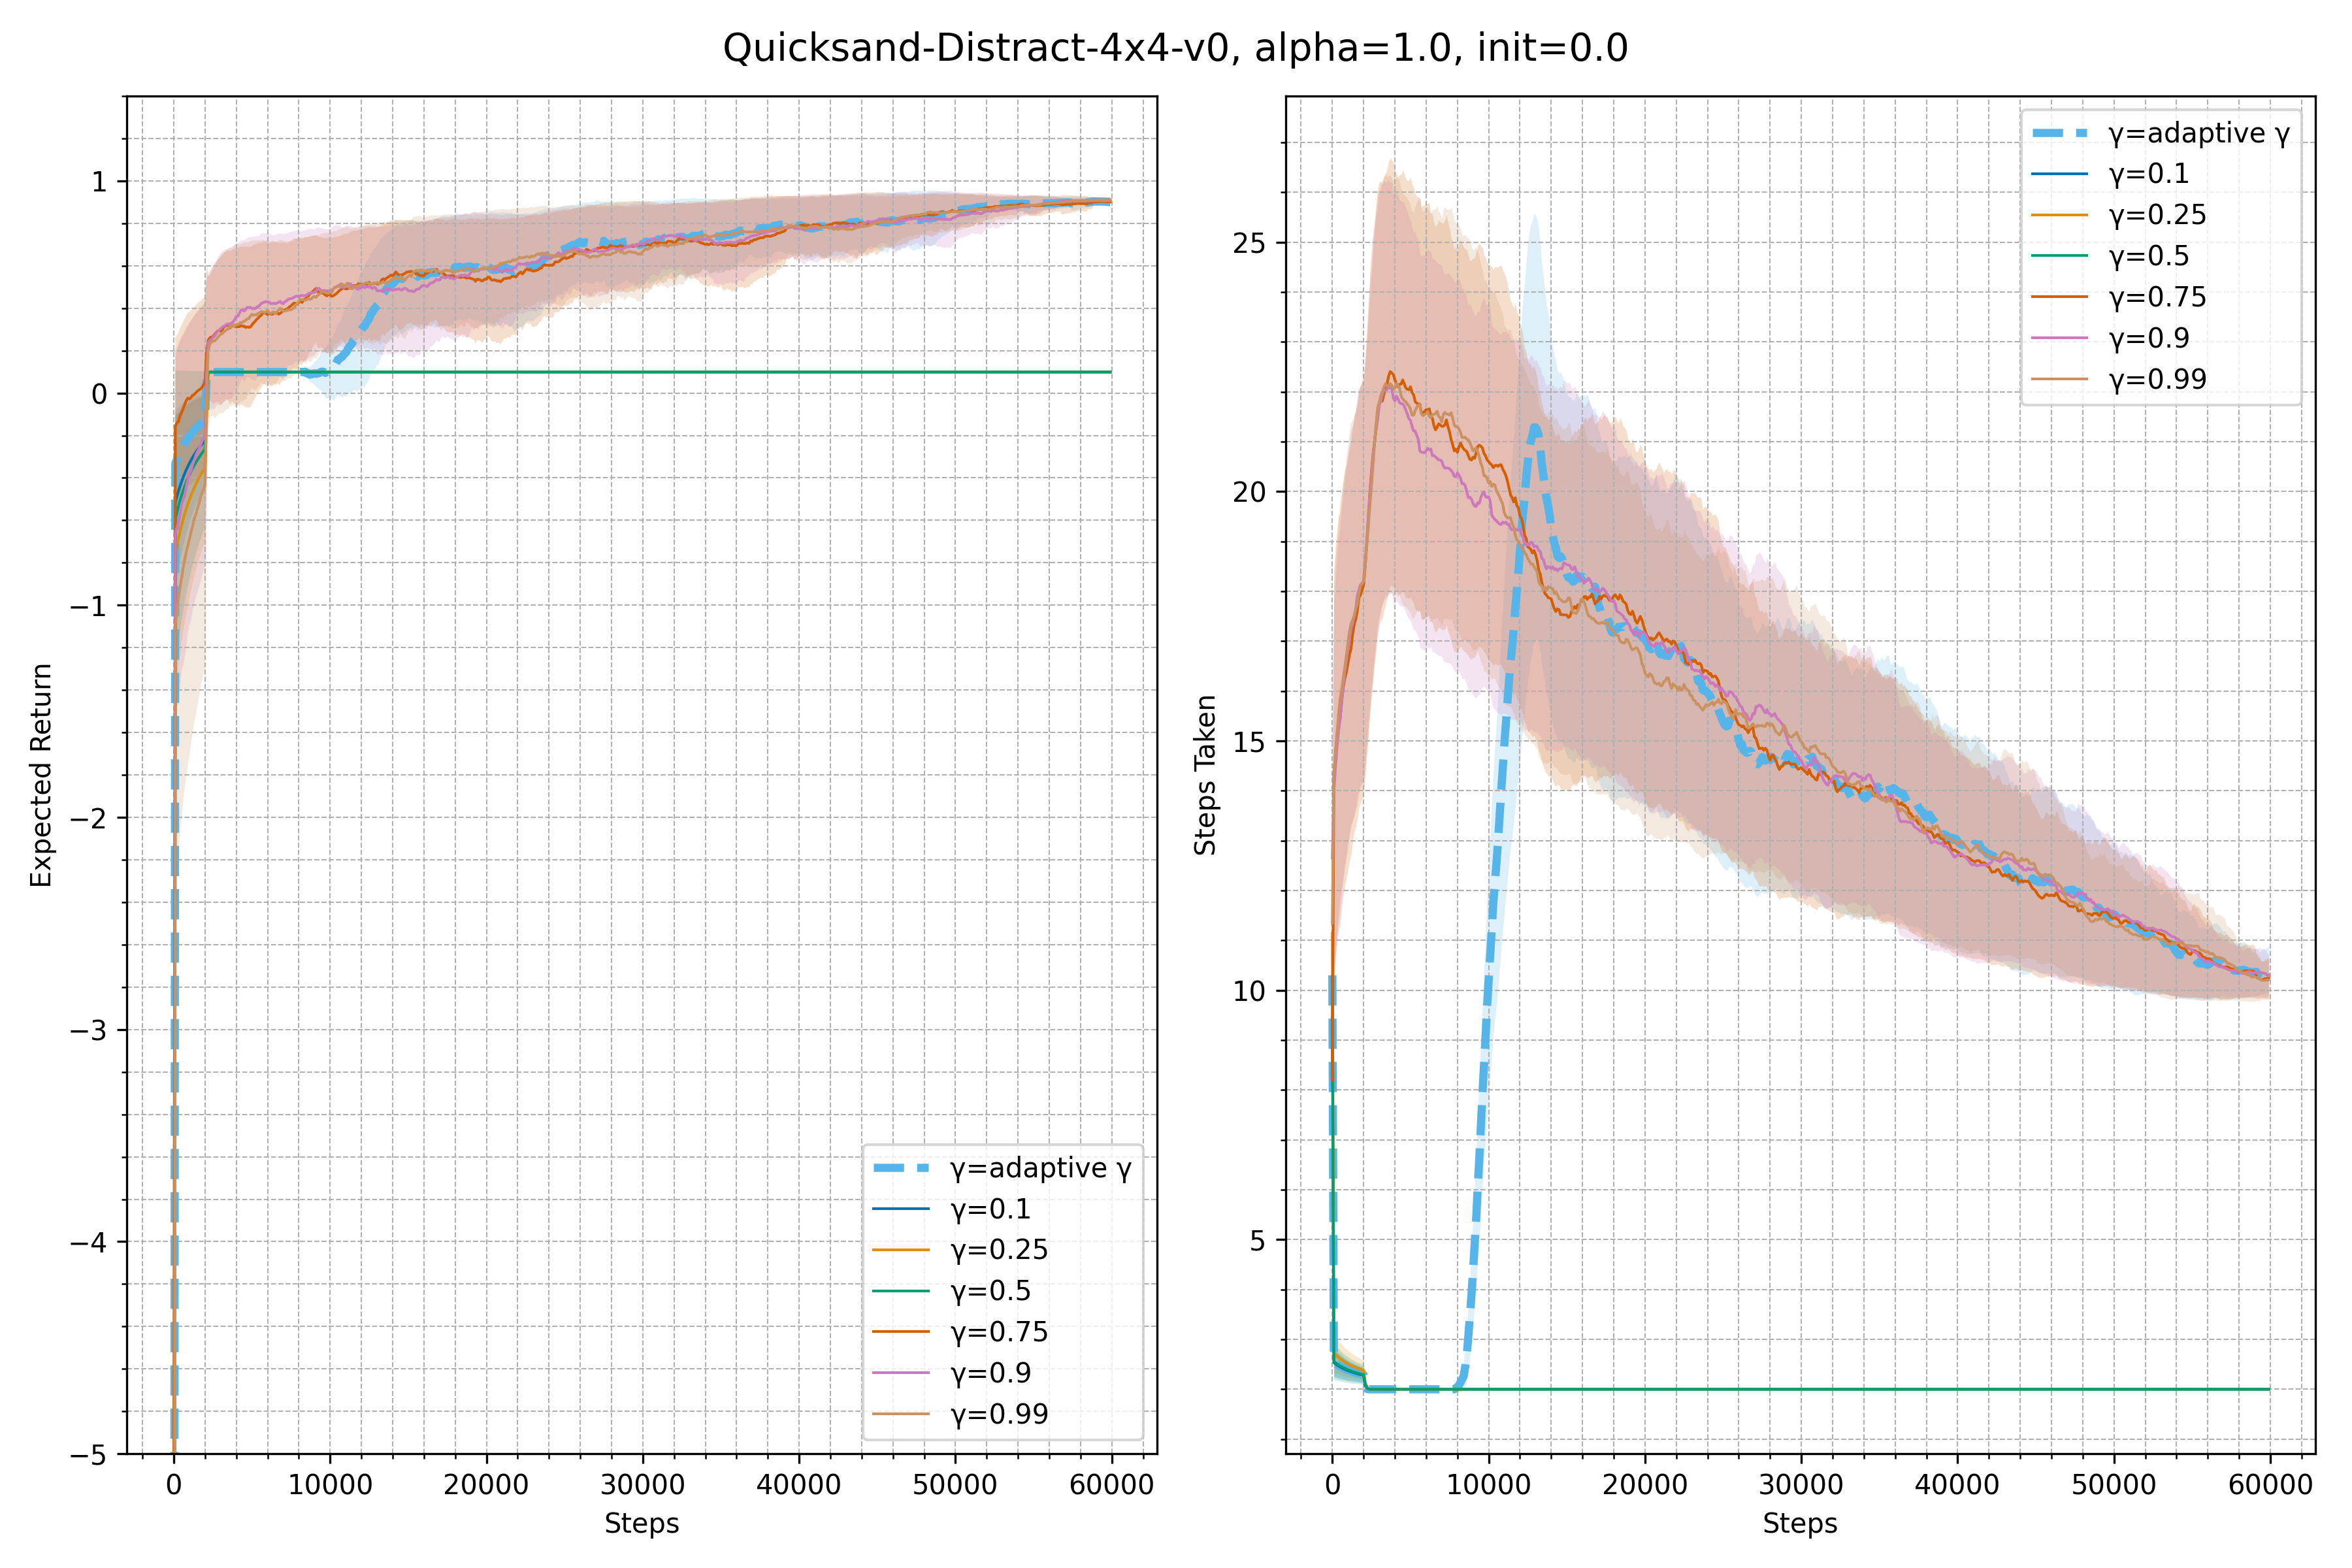 Quicksand-Distract-4x4-v0, alpha=1.0, init=0.0
Expected Return
1
0
−1
−2
−3
−4
−5
0 10000 20000 30000 40000 50000 60000
Steps
γ=adaptive γ
γ=0.1
γ=0.25
γ=0.5
γ=0.75
γ=0.9
γ=0.99
Steps Taken
25
20
15
10
5
0 10000 20000 30000 40000 50000 60000
Steps
γ=adaptive γ
γ=0.1
γ=0.25
γ=0.5
γ=0.75
γ=0.9
γ=0.99